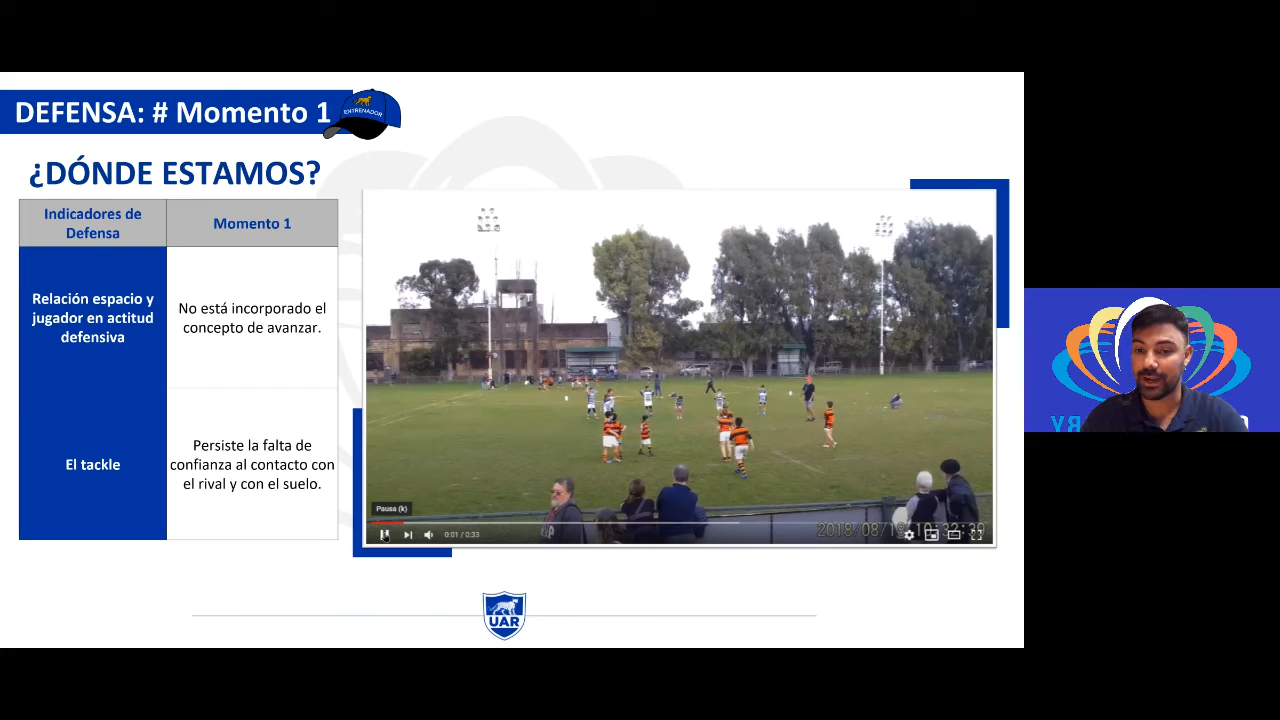 DEFENSA: # Momento 1
ENTRENADOR
¿DÓNDE ESTAMOS?
Indicadores de
Defensa
Momento 1
Relación espacio y
jugador en actitud
defensiva
No está incorporado el
concepto de avanzar.
El tackle
Persiste la falta de
confianza al contacto con
el rival y con el suelo.
Pausa (k)
0:01 / 0:33
UAR